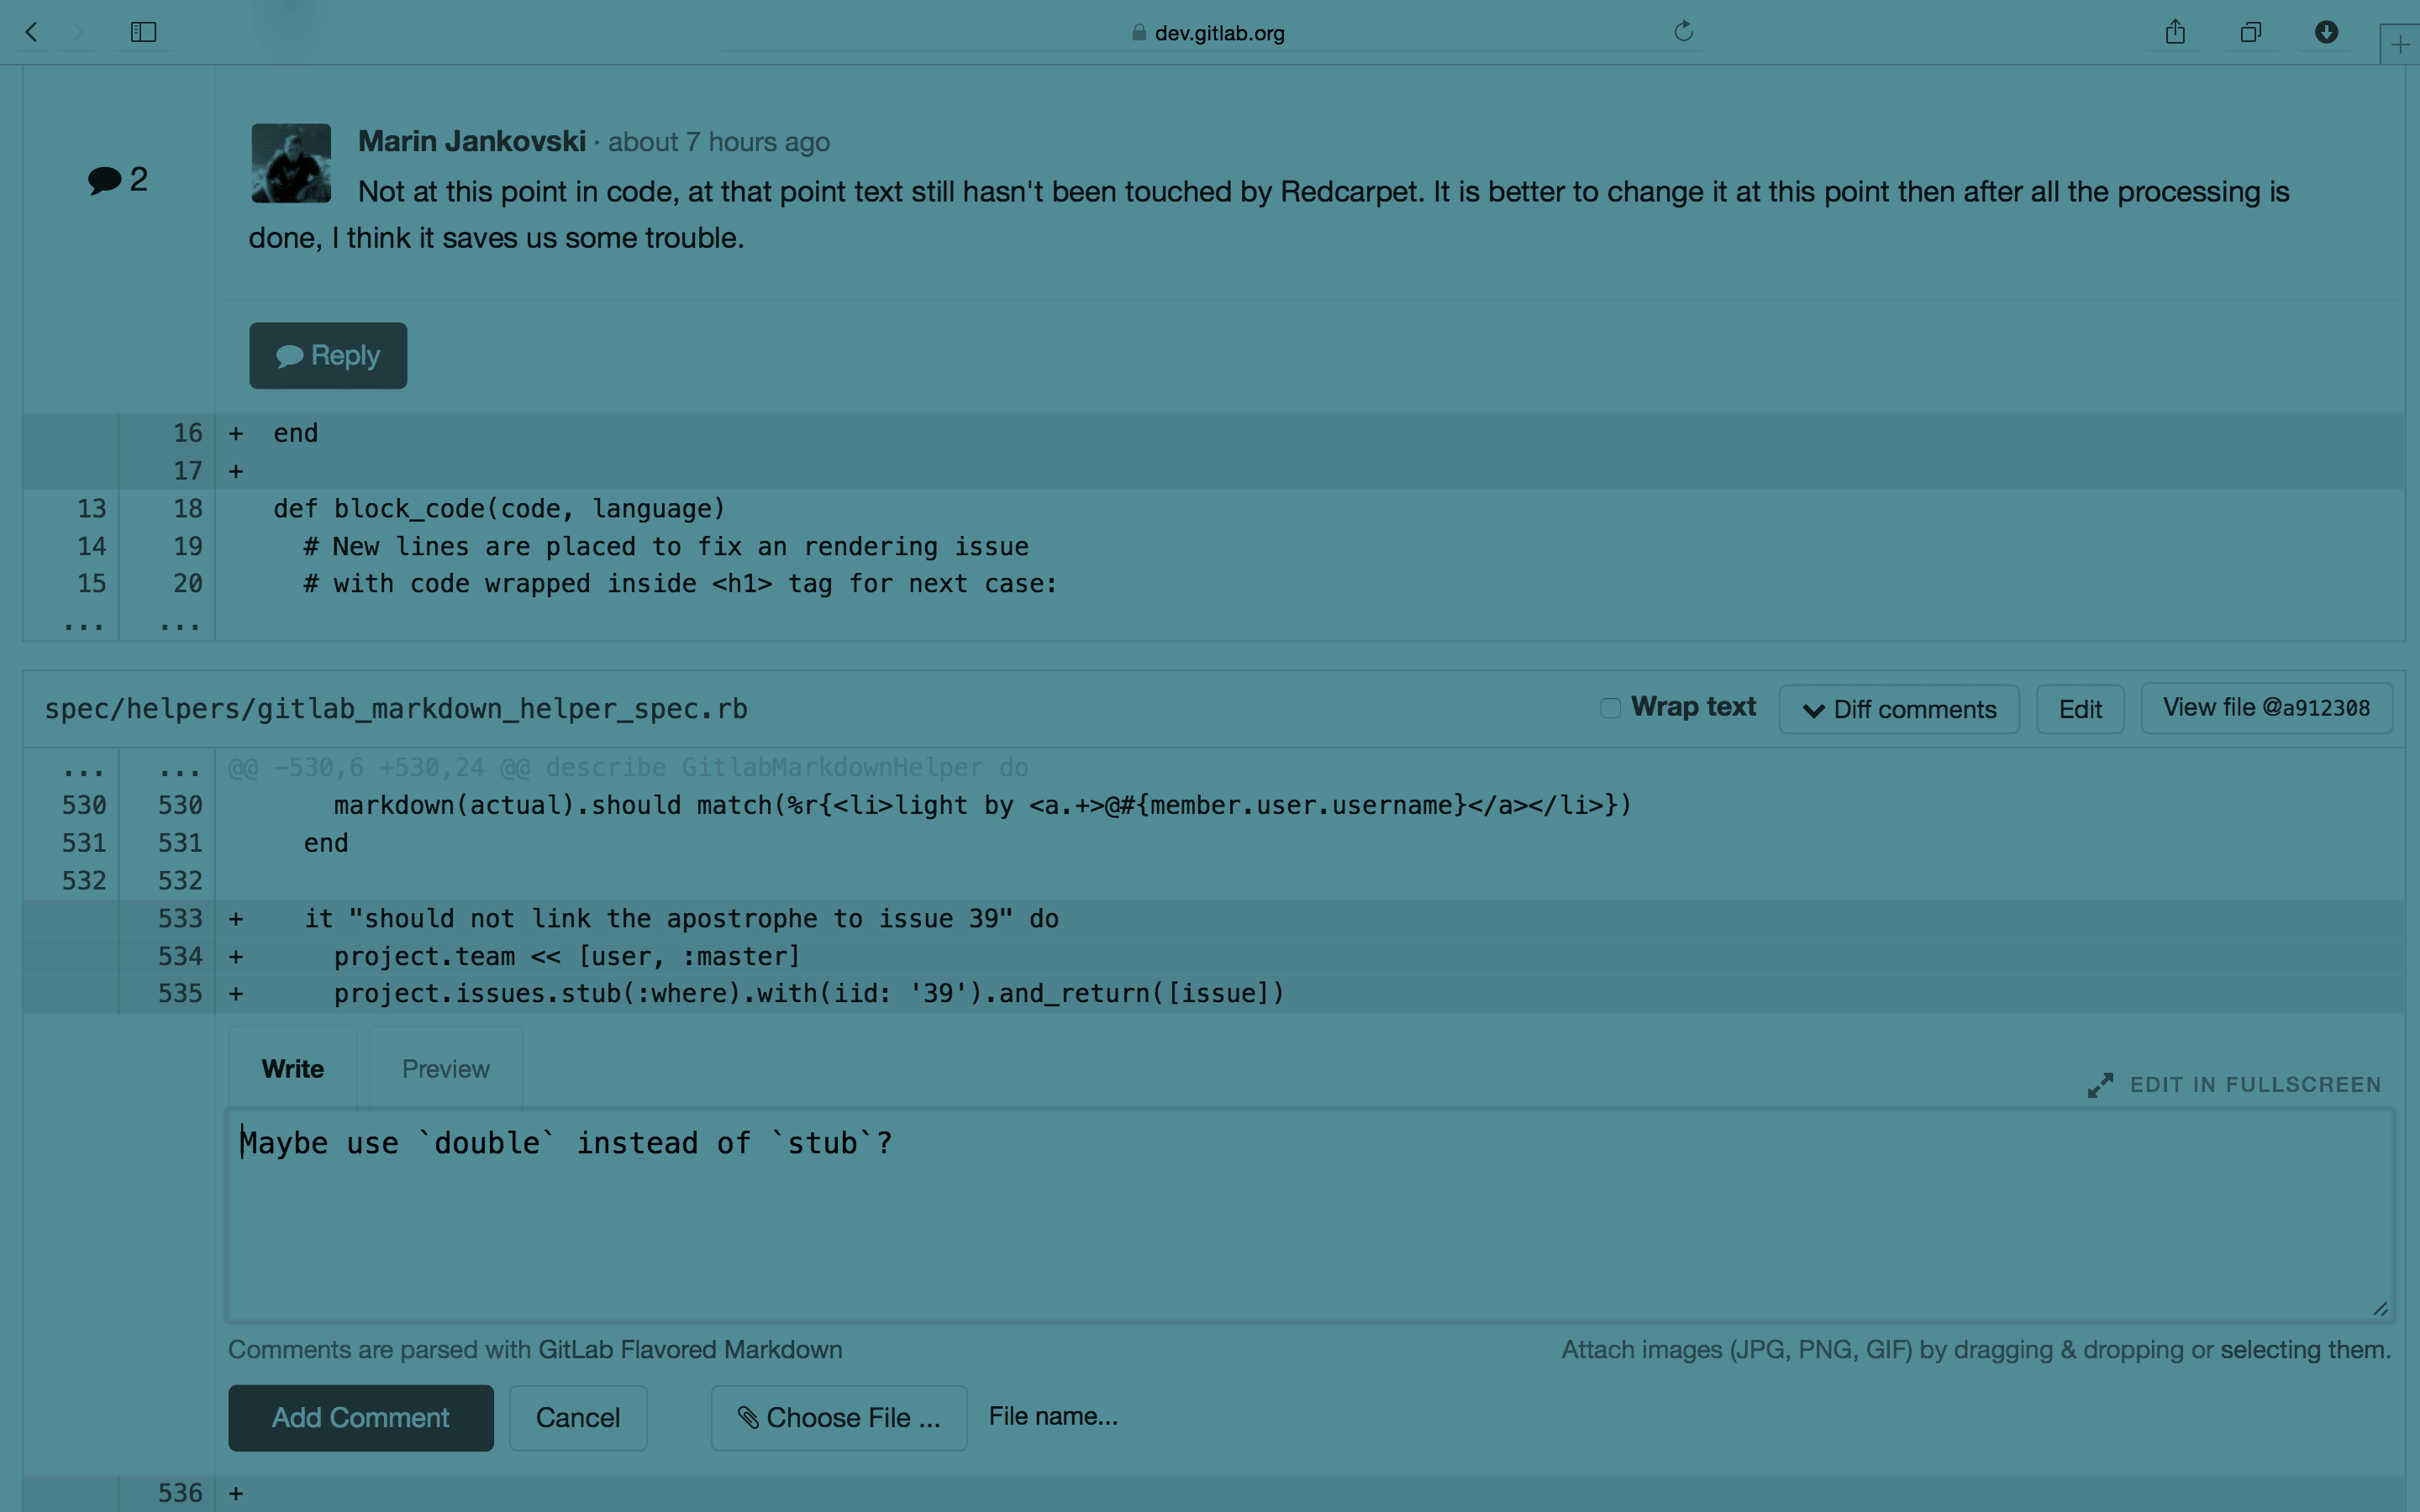 dev.gitlab.org
2
Marin Jankovski · about 7 hours ago
Not at this point in code, at that point text still hasn't been touched by Redcarpet. It is better to change it at this point then after all the processing is
done, I think it saves us some trouble.
Reply
16 + end
17 +
13 18 def block_code(code, language)
14 19 # New lines are placed to fix an rendering issue
15 20 # with code wrapped inside <h1> tag for next case:
... ...
spec/helpers/gitlab_markdown_helper_spec.rb Wrap text Diff comments Edit View file @a912308
... ... @@ -530,6 +530,24 @@ describe GitlabMarkdownHelper do
530 530 markdown(actual).should match(%r{<li>light by <a.+>@#{member.user.username}</a></li>})
531 531 end
532 532
533 + it "should not link the apostrophe to issue 39" do
534 + project.team << [user, :master]
535 + project.issues.stub(:where).with(iid: '39').and_return([issue])
Write Preview EDIT IN FULLSCREEN
Maybe use `double` instead of `stub`?
Comments are parsed with GitLab Flavored Markdown Attach images (JPG, PNG, GIF) by dragging & dropping or selecting them.
Add Comment Cancel Choose File ... File name...
536 +